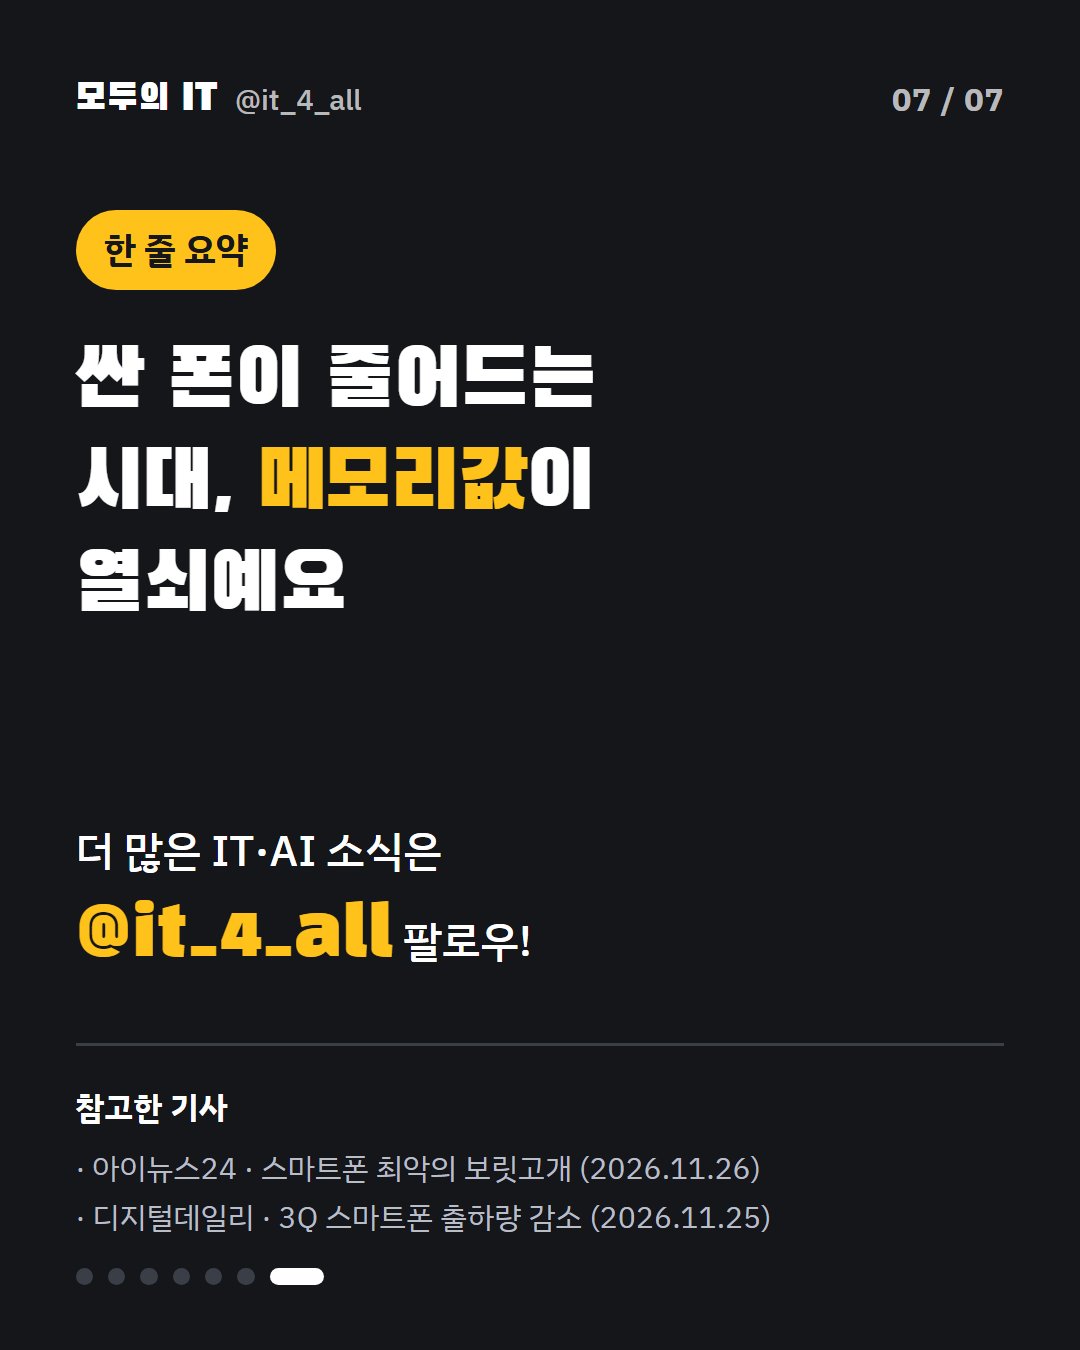 모두의 IT @it_4_all
07 / 07
한 줄 요약
싼 폰이 줄어드는
시대, 메모리값이
열쇠예요
더 많은 IT·AI 소식은
@it_4_all 팔로우!
참고한 기사
· 아이뉴스24 · 스마트폰 최악의 보릿고개 (2026.11.26)
· 디지털데일리 · 3Q 스마트폰 출하량 감소 (2026.11.25)